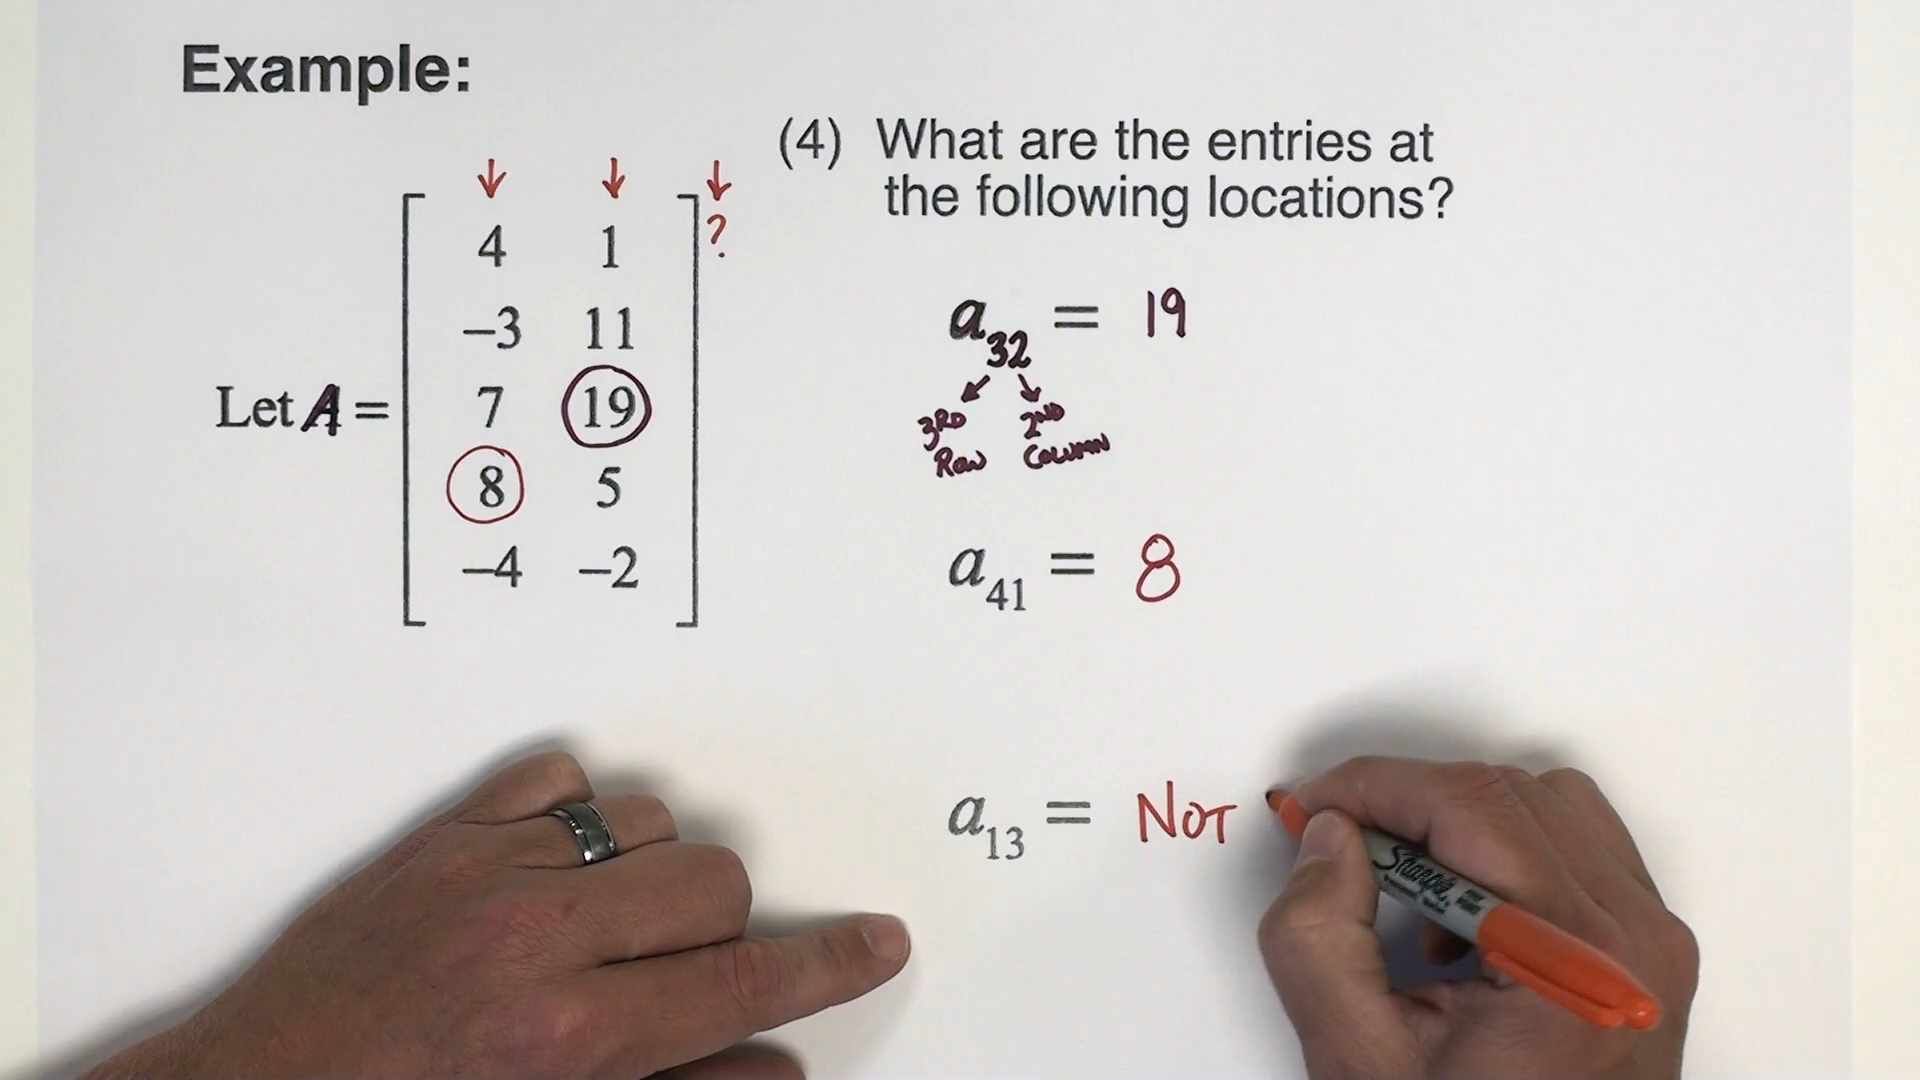 Example:
(4) What are the entries at
the following locations?
?
4 1
−3 11
Let A = 7 19
8 5
−4 −2
a32 = 19
3RD 2ND
ROW COLUMN
a41 = 8
a13 = NOT
Sharpie